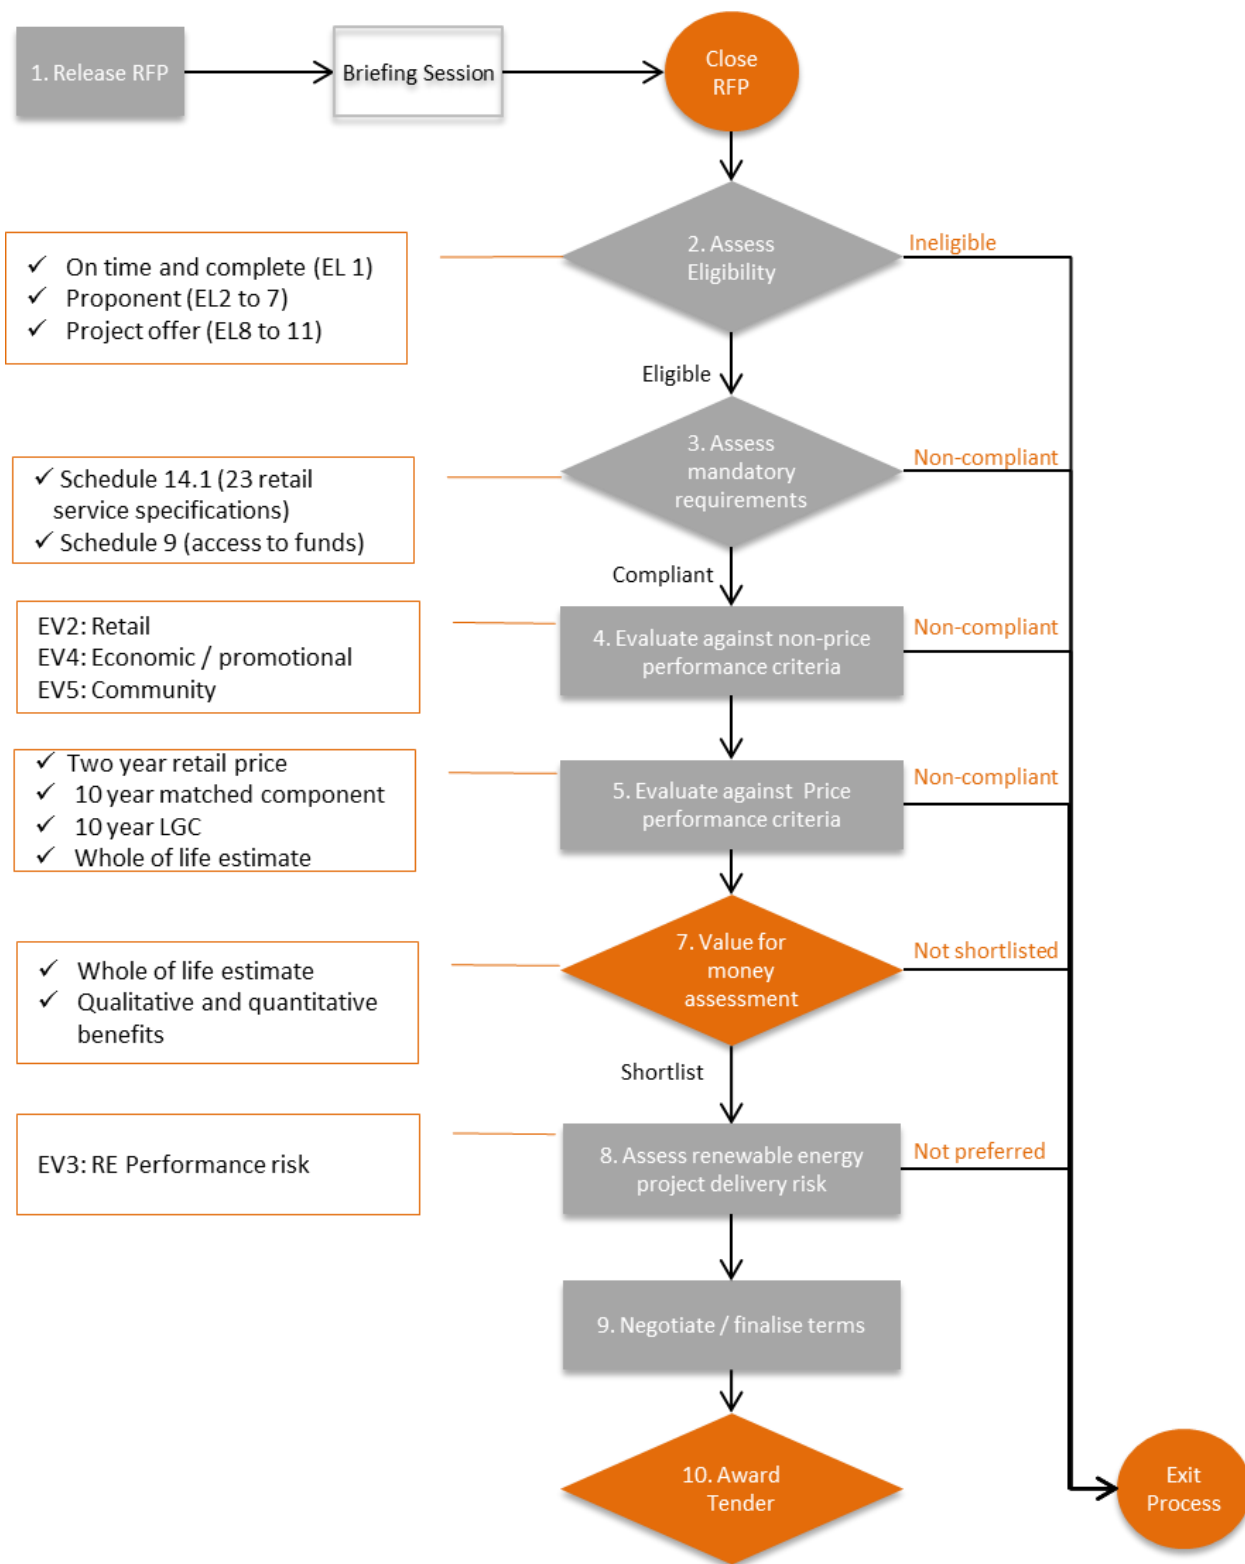 1. Release RFP
Briefing Session
Close
RFP
2. Assess
Eligibility
Ineligible
✓ On time and complete (EL 1)
✓ Proponent (EL2 to 7)
✓ Project offer (EL8 to 11)
Eligible
3. Assess
mandatory
requirements
Non-compliant
✓ Schedule 14.1 (23 retail
service specifications)
✓ Schedule 9 (access to funds)
Compliant
EV2: Retail
EV4: Economic / promotional
EV5: Community
4. Evaluate against non-price
performance criteria
Non-compliant
✓ Two year retail price
✓ 10 year matched component
✓ 10 year LGC
✓ Whole of life estimate
5. Evaluate against Price
performance criteria
Non-compliant
7. Value for
money
assessment
Not shortlisted
✓ Whole of life estimate
✓ Qualitative and quantitative
benefits
Shortlist
EV3: RE Performance risk
8. Assess renewable energy
project delivery risk
Not preferred
9. Negotiate / finalise terms
10. Award
Tender
Exit
Process